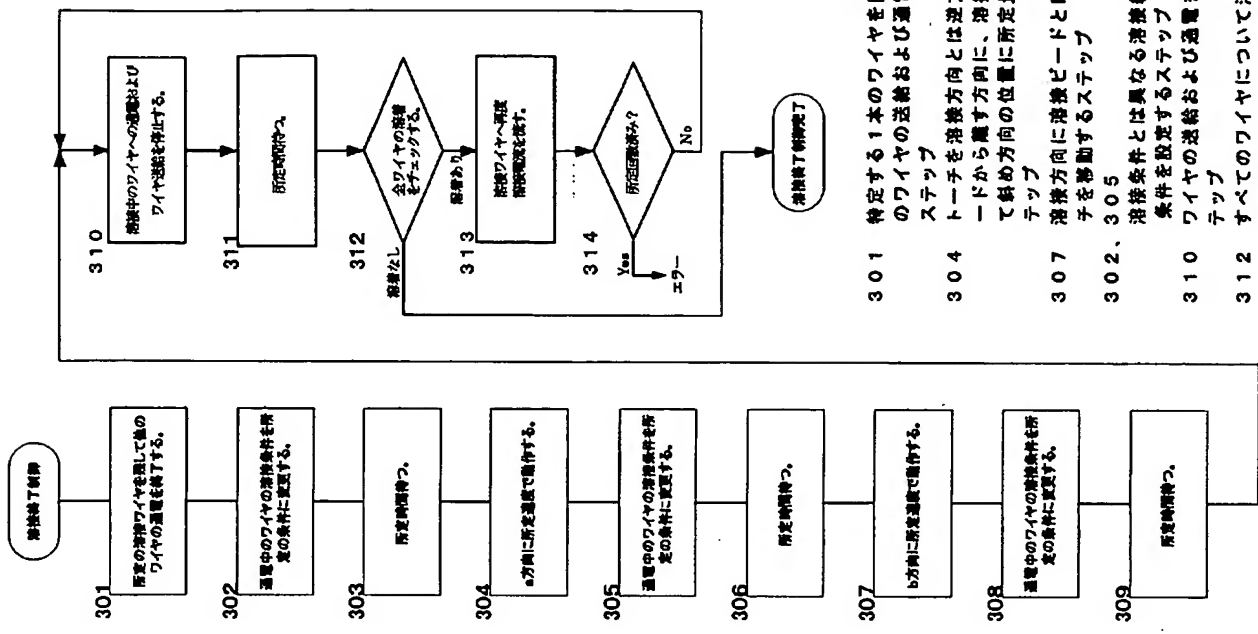 溶接終了制御
301
所定の溶接ワイヤを残して他の
ワイヤの通電を終了する。
302
通電中のワイヤの溶接条件を所
定の条件に変更する。
303
所定時間待つ。
304
a方向に所定速度で動作する。
305
通電中のワイヤの溶接条件を所
定の条件に変更する。
306
所定時間待つ。
307
b方向に所定速度で動作する。
308
通電中のワイヤの溶接条件を所
定の条件に変更する。
309
所定時間待つ。
310
溶接中のワイヤへの通電および
ワイヤ送給を停止する。
311
所定時間待つ。
312
全ワイヤの溶着
をチェックする。
溶着なし
溶着あり
313
溶接ワイヤへ再度
溶接電流を流す。
314
所定回数済み?
Yes
No
エラー
溶接終了制御完了
301 特定する1本のワイヤを
のワイヤの送給および通
ステップ
304 トーチを溶接方向とは逆
ードから離す方向に、溶
て斜め方向の位置に所定
テップ
307 溶接方向に溶接ビードと
チを移動するステップ
302、305
溶接条件とは異なる溶接
条件を設定するステップ
310 ワイヤの送給および通電
テップ
312 すべてのワイヤについて